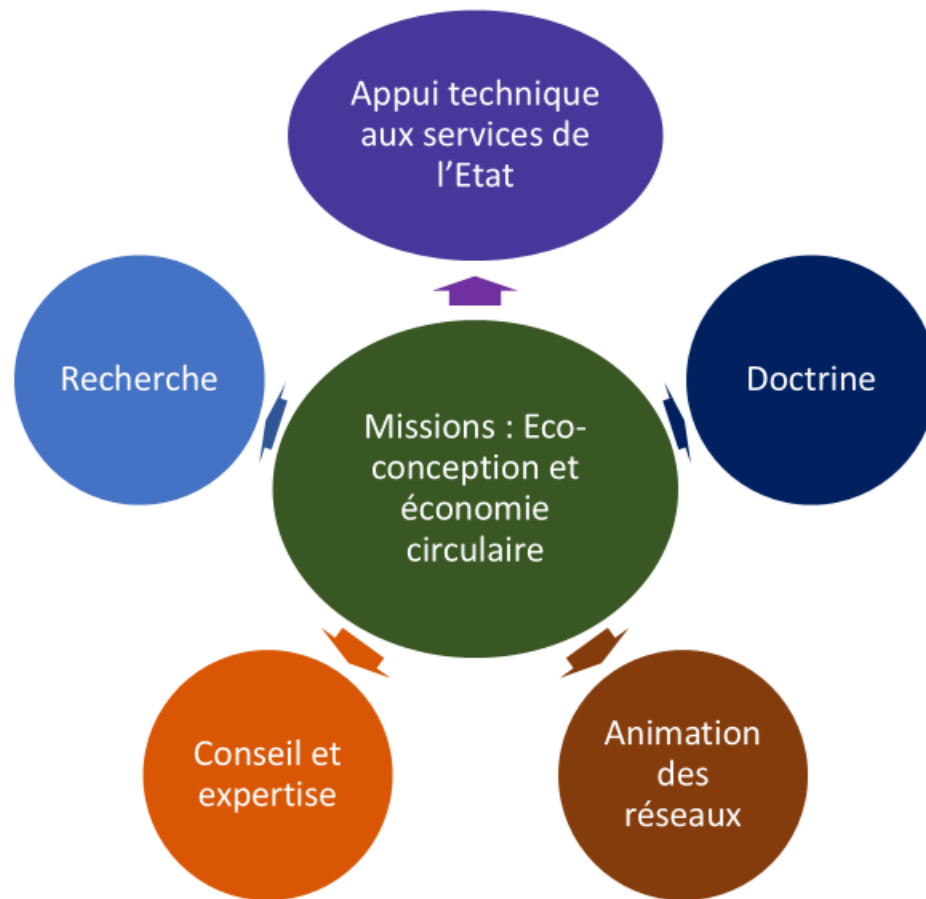 Appui technique
aux services de
l'Etat
Recherche
Doctrine
Missions : Eco-
conception et
économie
circulaire
Conseil et
expertise
Animation
des
réseaux